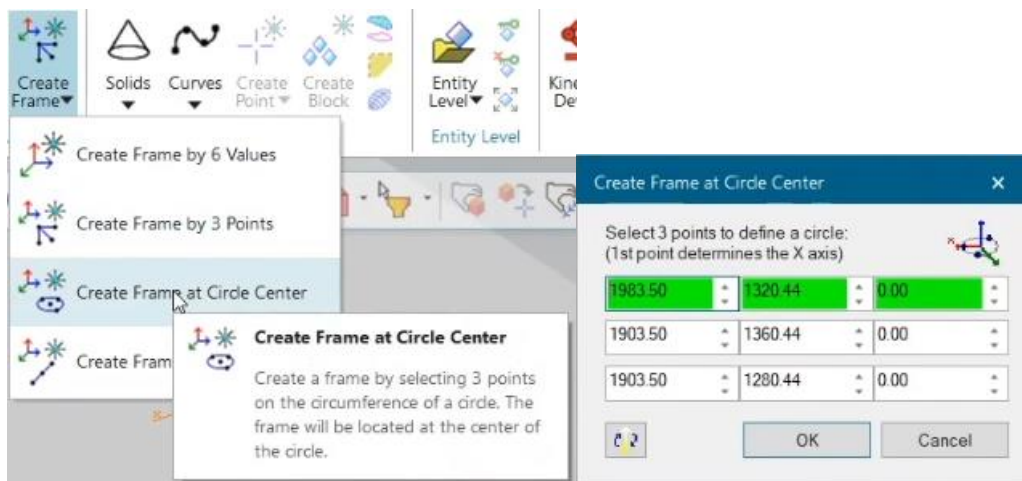 Create
Frame▼
Solids
Curves
Create
Point
Create
Block
Entity
Level
Kine
De
Entity Level
Create Frame by 6 Values
Create Frame by 3 Points
Create Frame at Circle Center
Create Fram
Create Frame at Circle Center
Create a frame by selecting 3 points
on the circumference of a circle. The
frame will be located at the center of
the circle.
Create Frame at Circle Center
Select 3 points to define a circle:
(1st point determines the X axis)
1983.50 1320.44 0.00
1903.50 1360.44 0.00
1903.50 1280.44 0.00
OK Cancel